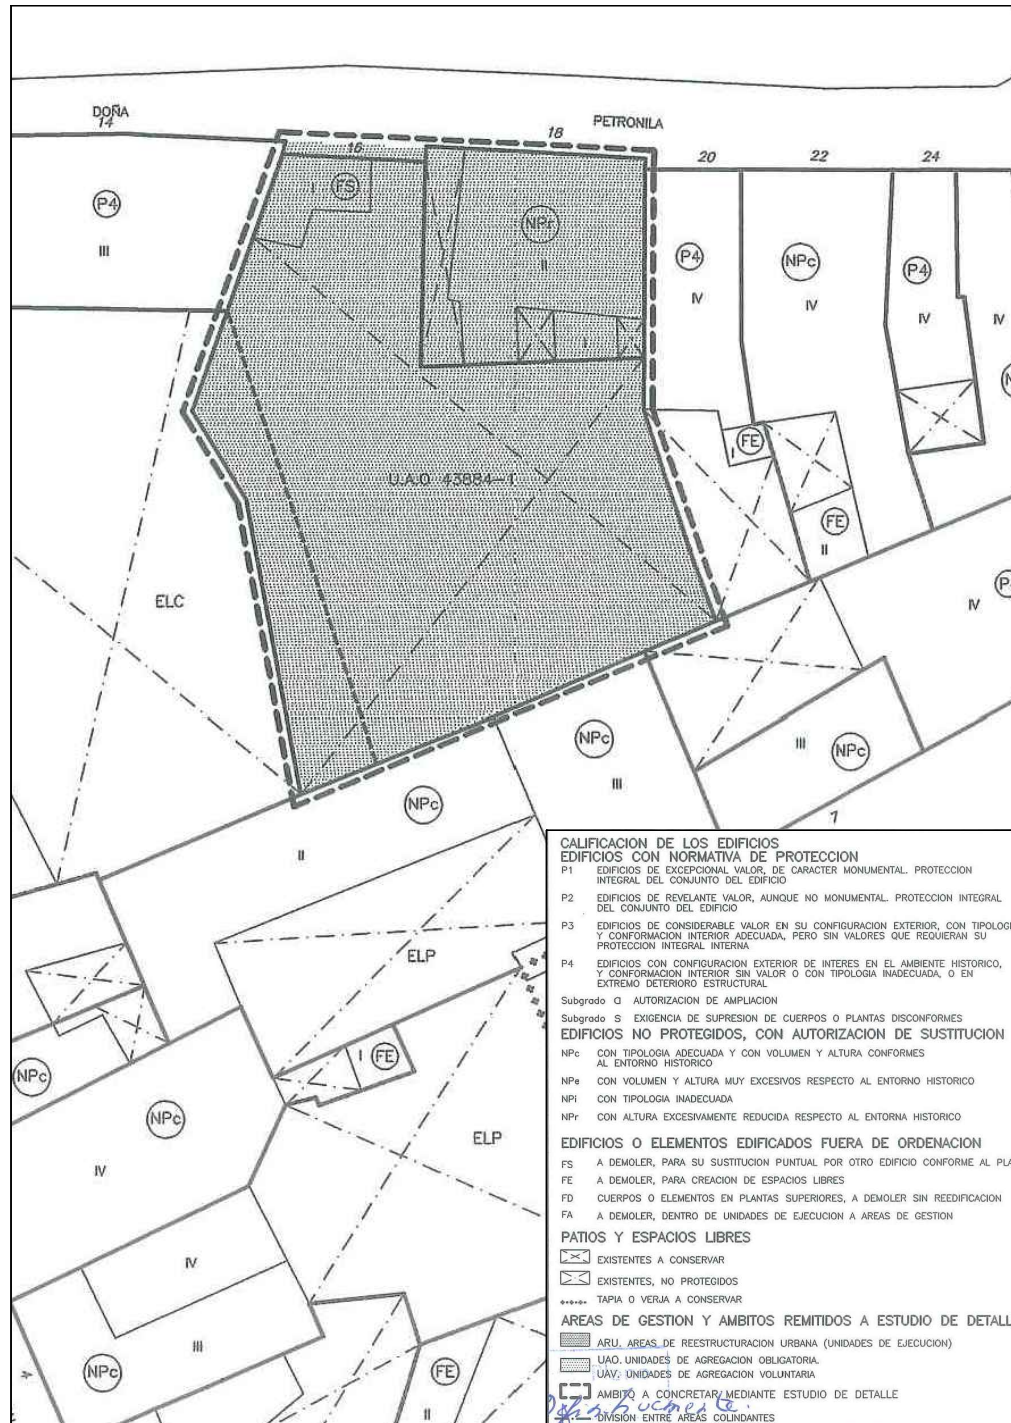 DOÑA
14
16
18
PETRONILA
20
22
24
P4
III
I
FS
NPr
II
I
P4
IV
NPc
IV
P4
IV
IV
I
FE
FE
II
U.A.O 43884-1
ELC
IV
NPc
III
III
NPc
NPc
II
1
ELP
I
FE
NPc
NPc
IV
ELP
IV
III
NPc
FE
II
4
CALIFICACION DE LOS EDIFICIOS
EDIFICIOS CON NORMATIVA DE PROTECCION
P1 EDIFICIOS DE EXCEPCIONAL VALOR, DE CARACTER MONUMENTAL. PROTECCION
INTEGRAL DEL CONJUNTO DEL EDIFICIO
P2 EDIFICIOS DE REVELANTE VALOR, AUNQUE NO MONUMENTAL. PROTECCION INTEGRAL
DEL CONJUNTO DEL EDIFICIO
P3 EDIFICIOS DE CONSIDERABLE VALOR EN SU CONFIGURACION EXTERIOR, CON TIPOLOGI
Y CONFORMACION INTERIOR ADECUADA, PERO SIN VALORES QUE REQUIERAN SU
PROTECCION INTEGRAL INTERNA
P4 EDIFICIOS CON CONFIGURACION EXTERIOR DE INTERES EN EL AMBIENTE HISTORICO,
Y CONFORMACION INTERIOR SIN VALOR O CON TIPOLOGIA INADECUADA, O EN
EXTREMO DETERIORO ESTRUCTURAL
Subgrado a AUTORIZACION DE AMPLIACION
Subgrado S EXIGENCIA DE SUPRESION DE CUERPOS O PLANTAS DISCONFORMES
EDIFICIOS NO PROTEGIDOS, CON AUTORIZACION DE SUSTITUCION
NPc CON TIPOLOGIA ADECUADA Y CON VOLUMEN Y ALTURA CONFORMES
AL ENTORNO HISTORICO
NPe CON VOLUMEN Y ALTURA MUY EXCESIVOS RESPECTO AL ENTORNO HISTORICO
NPi CON TIPOLOGIA INADECUADA
NPr CON ALTURA EXCESIVAMENTE REDUCIDA RESPECTO AL ENTORNA HISTORICO
EDIFICIOS O ELEMENTOS EDIFICADOS FUERA DE ORDENACION
FS A DEMOLER, PARA SU SUSTITUCION PUNTUAL POR OTRO EDIFICIO CONFORME AL PLA
FE A DEMOLER, PARA CREACION DE ESPACIOS LIBRES
FD CUERPOS O ELEMENTOS EN PLANTAS SUPERIORES, A DEMOLER SIN REEDIFICACION
FA A DEMOLER, DENTRO DE UNIDADES DE EJECUCION A AREAS DE GESTION
PATIOS Y ESPACIOS LIBRES
EXISTENTES A CONSERVAR
EXISTENTES, NO PROTEGIDOS
TAPIA O VERJA A CONSERVAR
AREAS DE GESTION Y AMBITOS REMITIDOS A ESTUDIO DE DETALL
ARU. AREAS DE REESTRUCTURACION URBANA (UNIDADES DE EJECUCION)
UAO. UNIDADES DE AGREGACION OBLIGATORIA.
UAV. UNIDADES DE AGREGACION VOLUNTARIA
AMBITO A CONCRETAR MEDIANTE ESTUDIO DE DETALLE
DIVISION ENTRE AREAS COLINDANTES